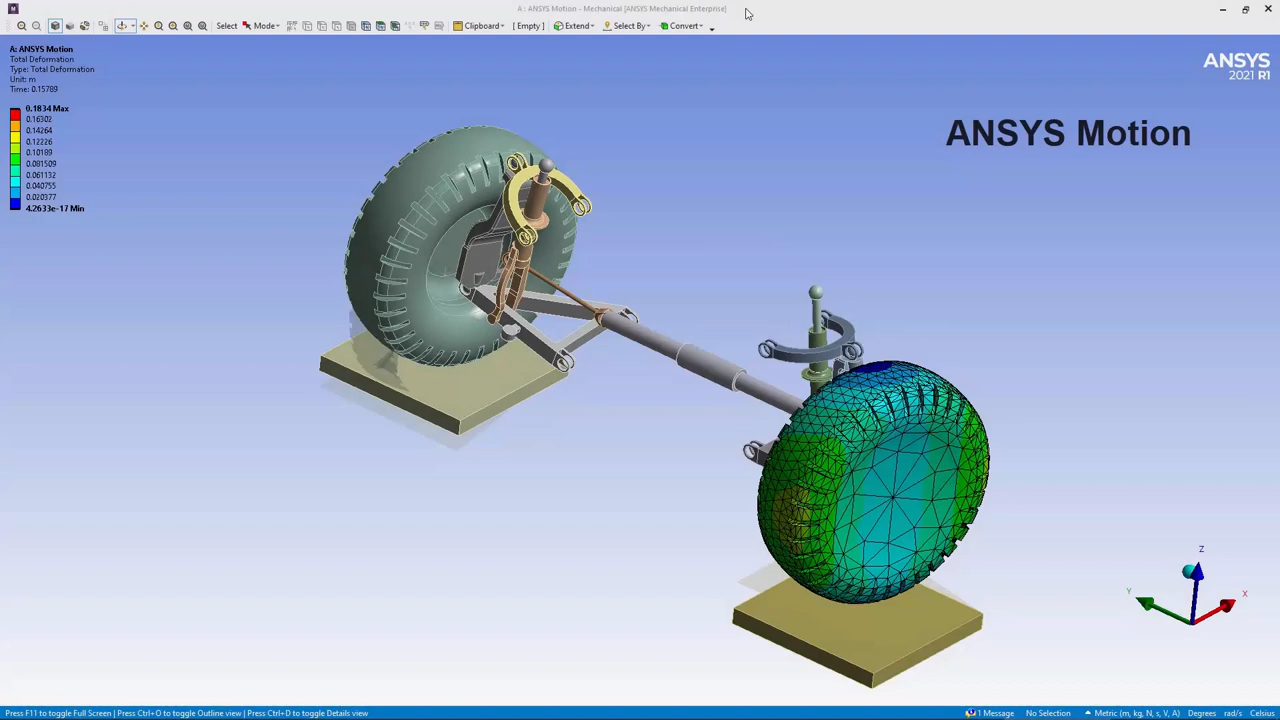 A : ANSYS Motion - Mechanical [ANSYS Mechanical Enterprise]
Select Mode Clipboard [ Empty ] Extend Select By Convert
A: ANSYS Motion
Total Deformation
Type: Total Deformation
Unit: m
Time: 0.15789
0.1834 Max
0.16302
0.14264
0.12226
0.10189
0.081509
0.061132
0.040755
0.020377
4.2633e-17 Min
ANSYS
2021 R1
ANSYS Motion
Z
Y
X
Press F11 to toggle Full Screen | Press Ctrl+O to toggle Outline view | Press Ctrl+D to toggle Details view
1 Message No Selection Metric (m, kg, N, s, V, A) Degrees rad/s Celsius